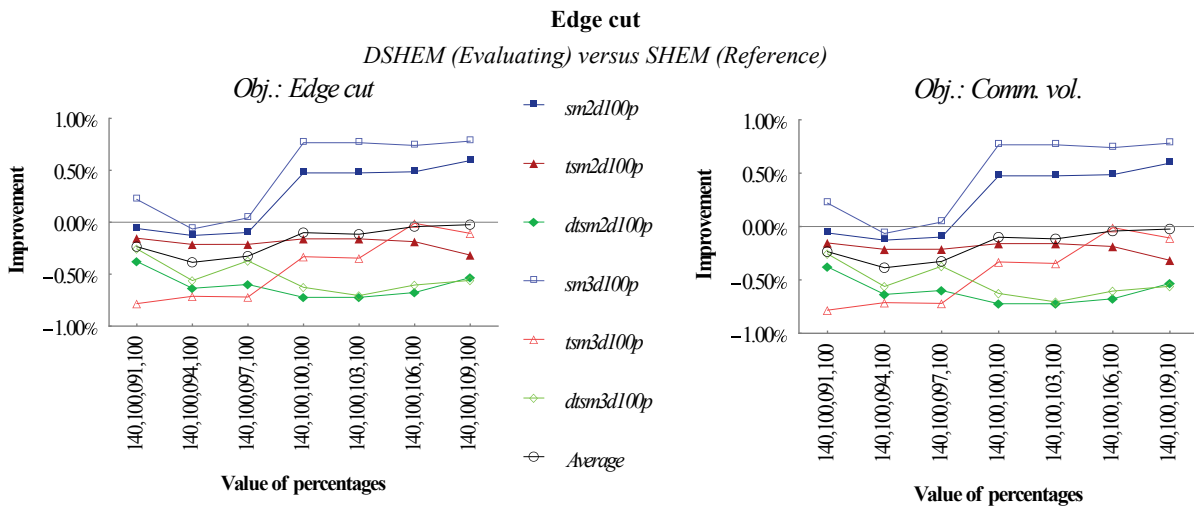 Edge cut
DSHEM (Evaluating) versus SHEM (Reference)
Obj.: Edge cut
Improvement
1.00%
0.50%
0.00%
−0.50%
−1.00%
140,100,091,100
140,100,094,100
140,100,097,100
140,100,100,100
140,100,103,100
140,100,106,100
140,100,109,100
Value of percentages
sm2d100p
tsm2d100p
dtsm2d100p
sm3d100p
tsm3d100p
dtsm3d100p
Average
Obj.: Comm. vol.
Improvement
1.00%
0.50%
0.00%
−0.50%
−1.00%
140,100,091,100
140,100,094,100
140,100,097,100
140,100,100,100
140,100,103,100
140,100,106,100
140,100,109,100
Value of percentages